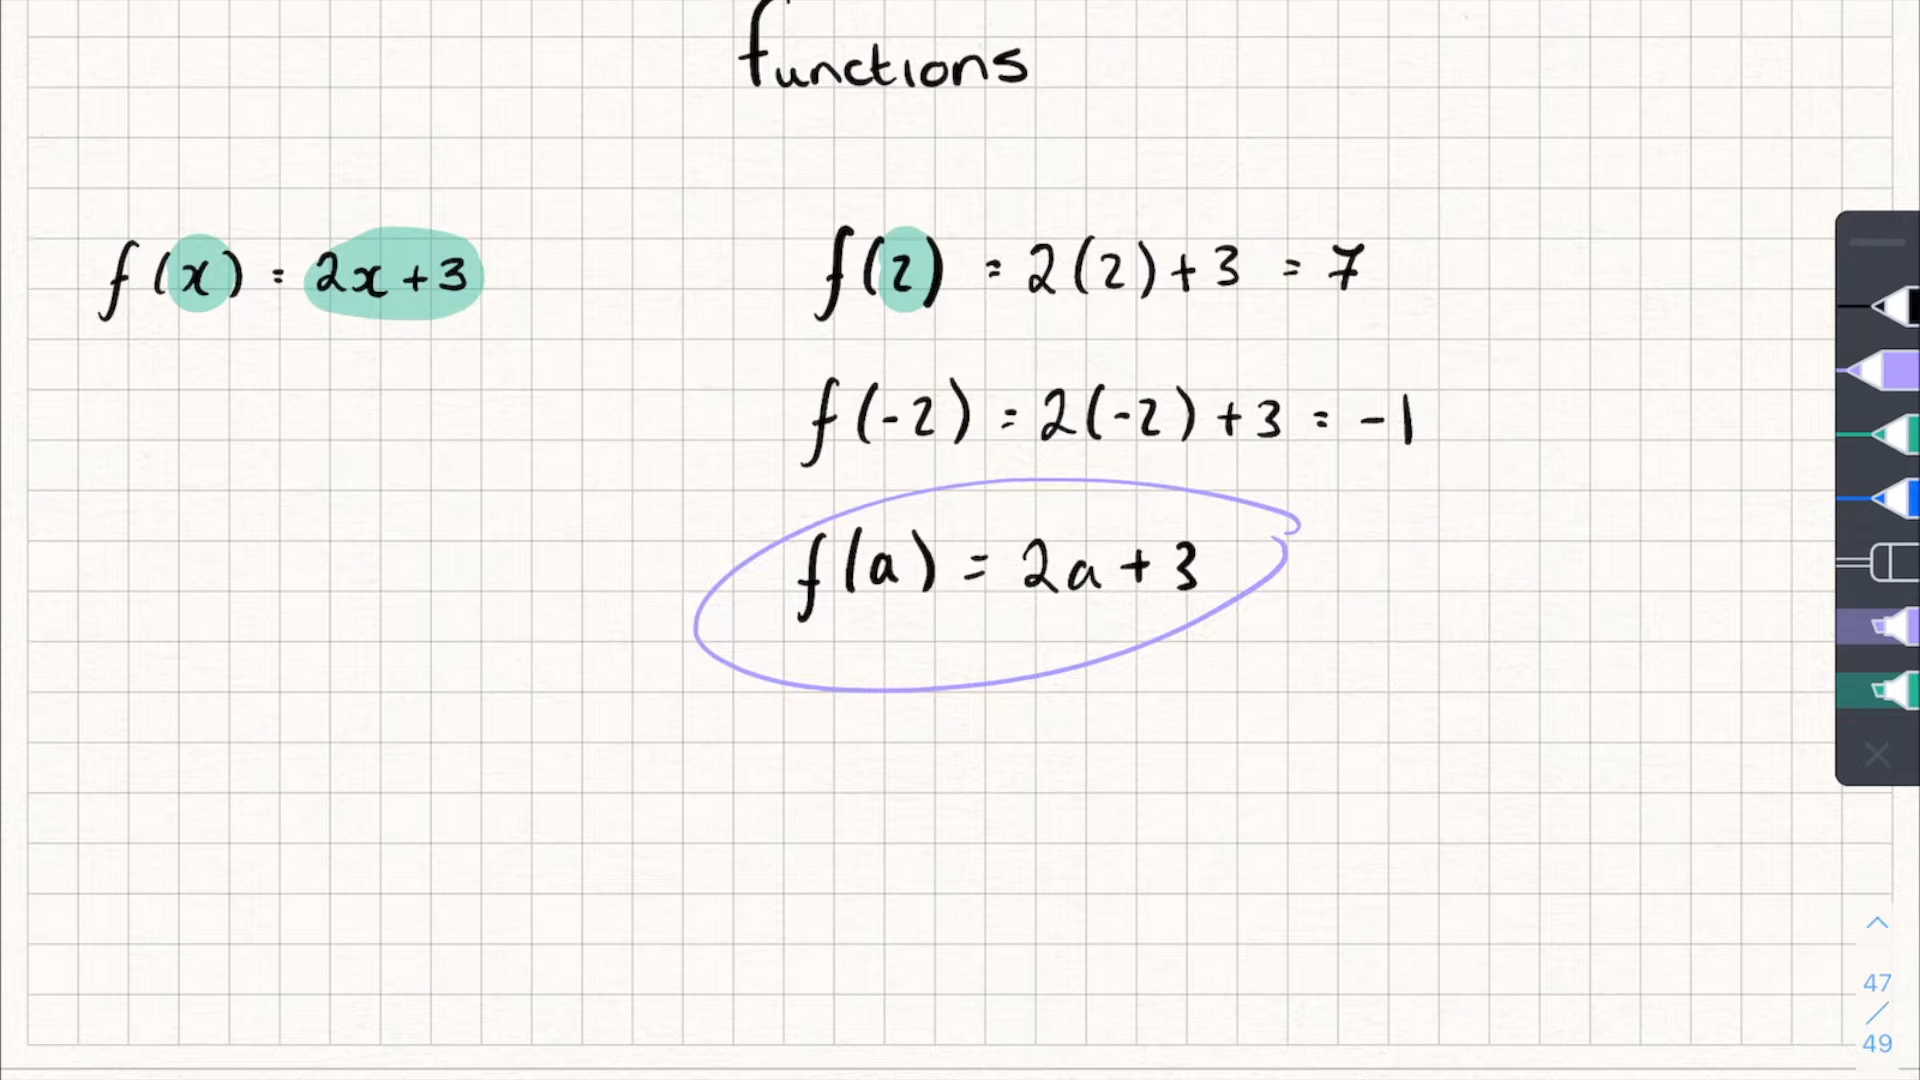 functions
f(x) = 2x+3
f(2) = 2(2)+3 = 7
f(-2) = 2(-2)+3 = -1
f(a) = 2a+3
47
/
49